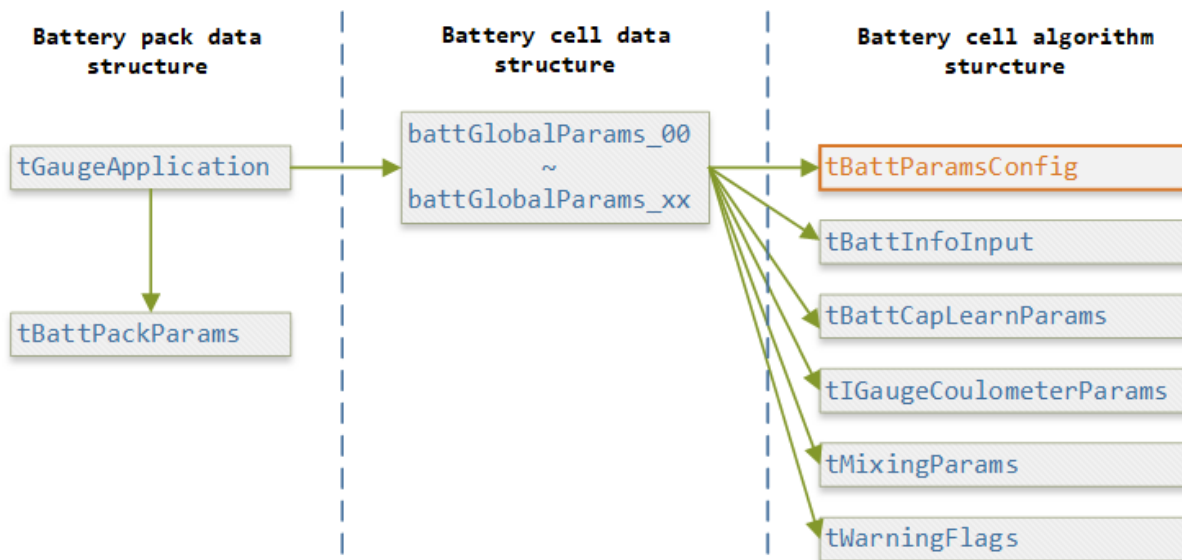 Battery pack data
structure
Battery cell data
structure
Battery cell algorithm
sturcture
tGaugeApplication
tBattPackParams
battGlobalParams_00
~
battGlobalParams_xx
tBattParamsConfig
tBattInfoInput
tBattCapLearnParams
tIGaugeCoulometerParams
tMixingParams
tWarningFlags